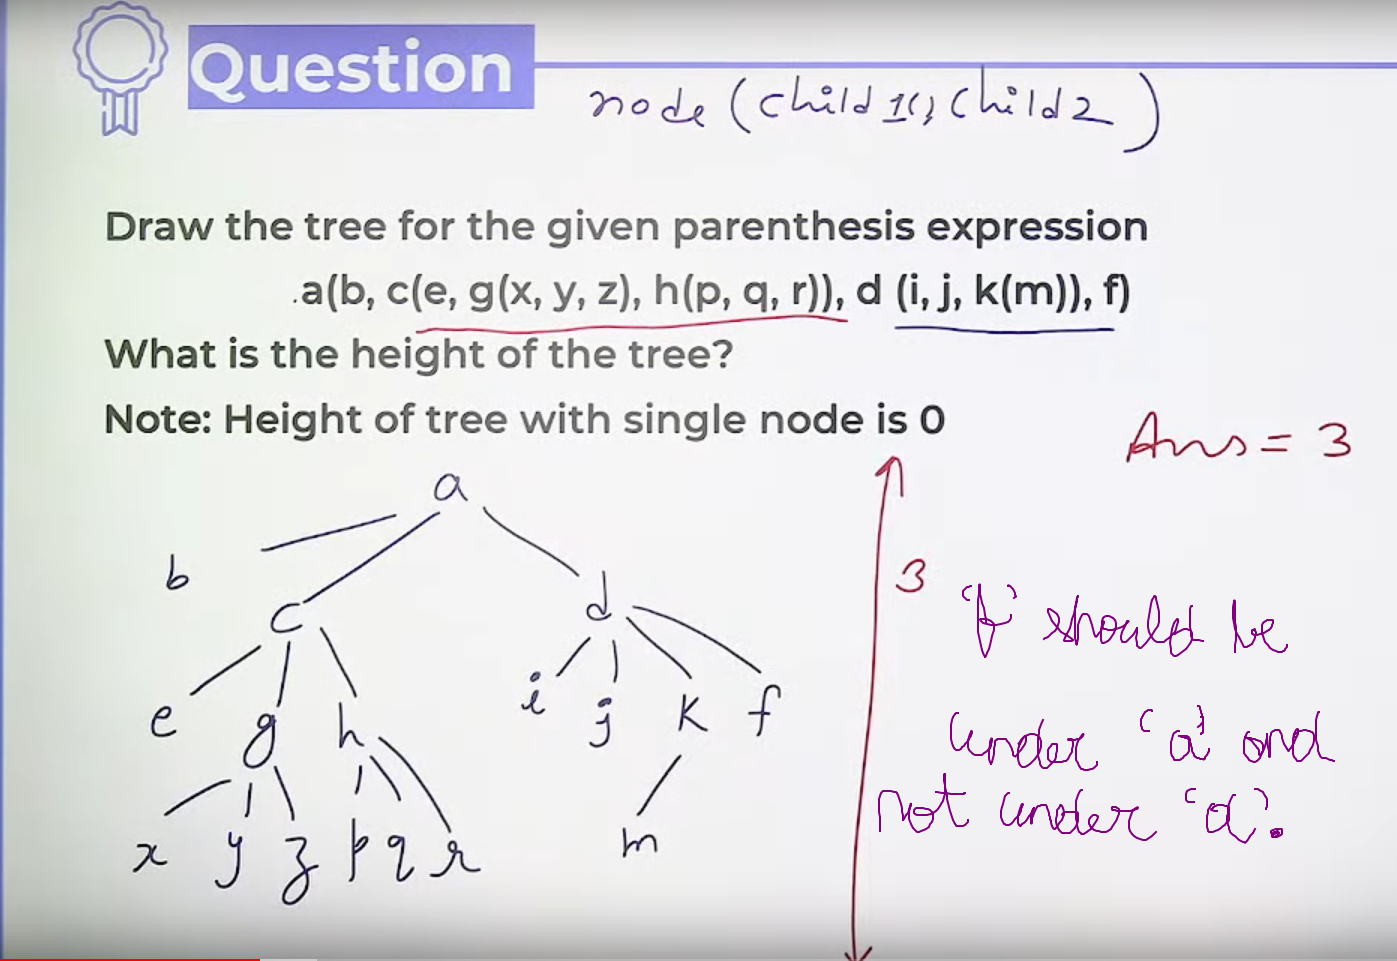 Question
node (child 1(), child 2 )
Draw the tree for the given parenthesis expression
.a(b, c(e, g(x, y, z), h(p, q, r)), d (i, j, k(m)), f)
What is the height of the tree?
Note: Height of tree with single node is 0
Ans = 3
a
b
c
d
3
e g h
i j k f
x y z p q r
m
'f' should be
under 'a' and
not under 'd'.